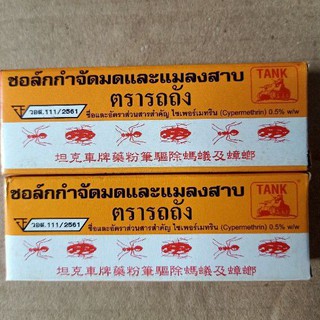 ชอล์กกำจัดมดและแมลงสาบ
TANK
ตรารถถัง
วอส. 111/2561
ชื่อและอัตราส่วนสารสำคัญ ไซเพอร์เมทริน (Cypermethrin) 0.5% w/w
坦克車牌藥粉筆驅除螞蟻及蟑螂
ชอล์กกำจัดมดและแมลงสาบ
TANK
ตรารถถัง
วอส. 111/2561
ชื่อและอัตราส่วนสารสำคัญ ไซเพอร์เมทริน (Cypermethrin) 0.5% w/w
坦克車牌藥粉筆驅除螞蟻及蟑螂